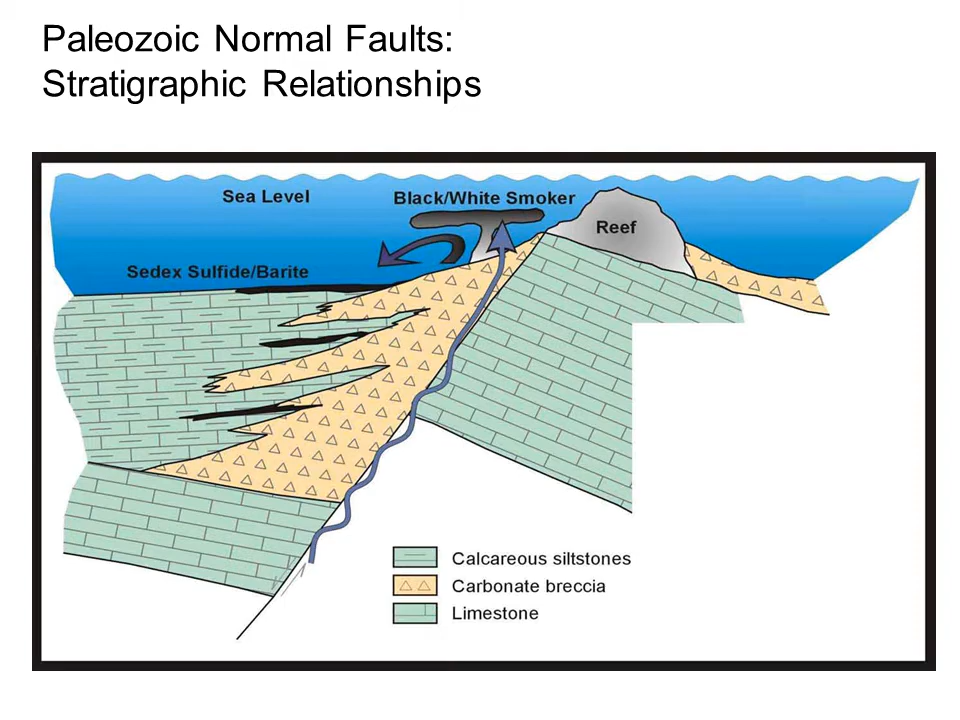 Paleozoic Normal Faults:
Stratigraphic Relationships
Sea Level
Black/White Smoker
Reef
Sedex Sulfide/Barite
Calcareous siltstones
Carbonate breccia
Limestone